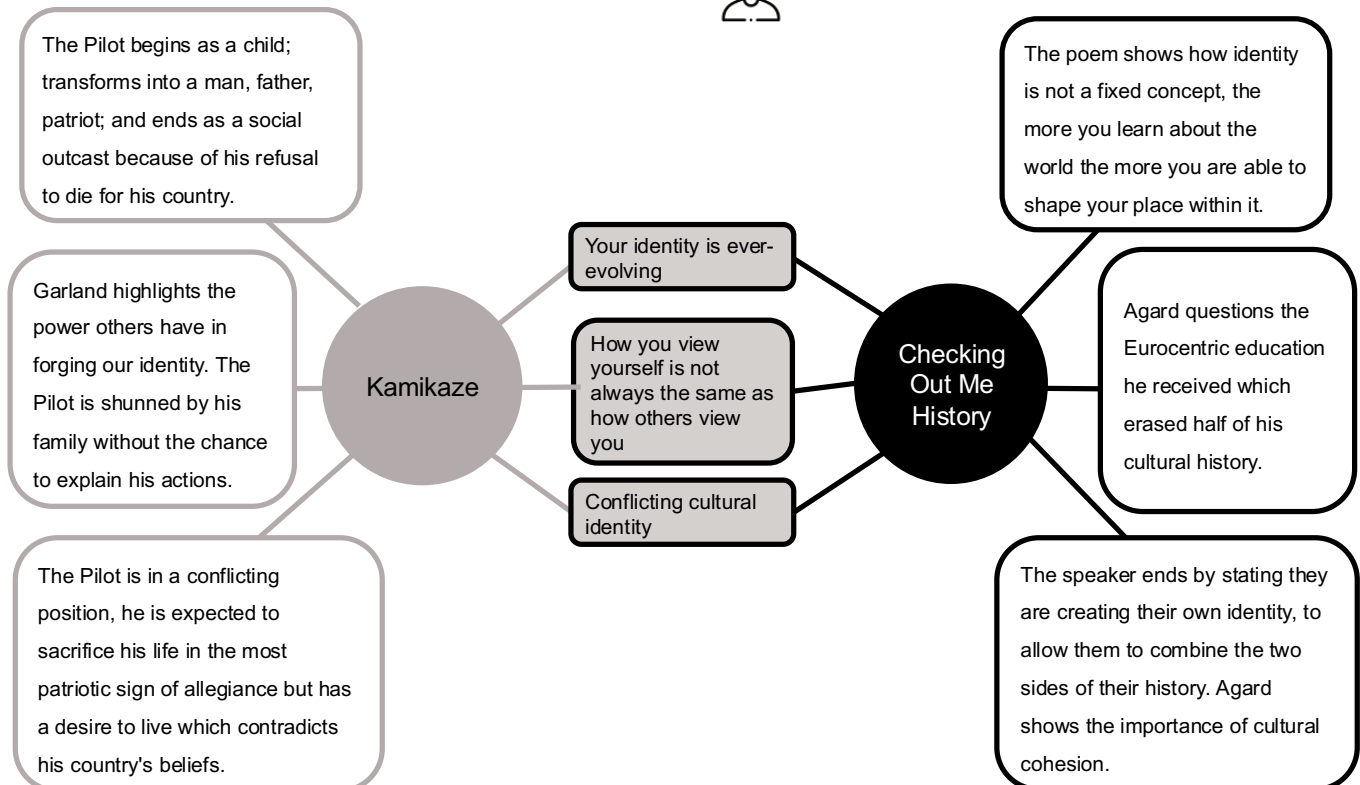 The Pilot begins as a child;
transforms into a man, father,
patriot; and ends as a social
outcast because of his refusal
to die for his country.
Garland highlights the
power others have in
forging our identity. The
Pilot is shunned by his
family without the chance
to explain his actions.
The Pilot is in a conflicting
position, he is expected to
sacrifice his life in the most
patriotic sign of allegiance but has
a desire to live which contradicts
his country's beliefs.
Kamikaze
Your identity is ever-
evolving
How you view
yourself is not
always the same as
how others view
you
Conflicting cultural
identity
Checking
Out Me
History
The poem shows how identity
is not a fixed concept, the
more you learn about the
world the more you are able to
shape your place within it.
Agard questions the
Eurocentric education
he received which
erased half of his
cultural history.
The speaker ends by stating they
are creating their own identity, to
allow them to combine the two
sides of their history. Agard
shows the importance of cultural
cohesion.